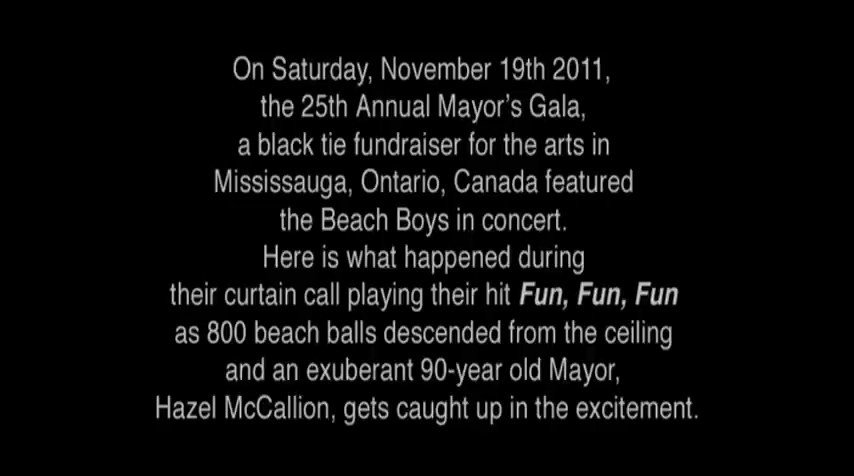 On Saturday, November 19th 2011,
the 25th Annual Mayor's Gala,
a black tie fundraiser for the arts in
Mississauga, Ontario, Canada featured
the Beach Boys in concert.
Here is what happened during
their curtain call playing their hit Fun, Fun, Fun
as 800 beach balls descended from the ceiling
and an exuberant 90-year old Mayor,
Hazel McCallion, gets caught up in the excitement.